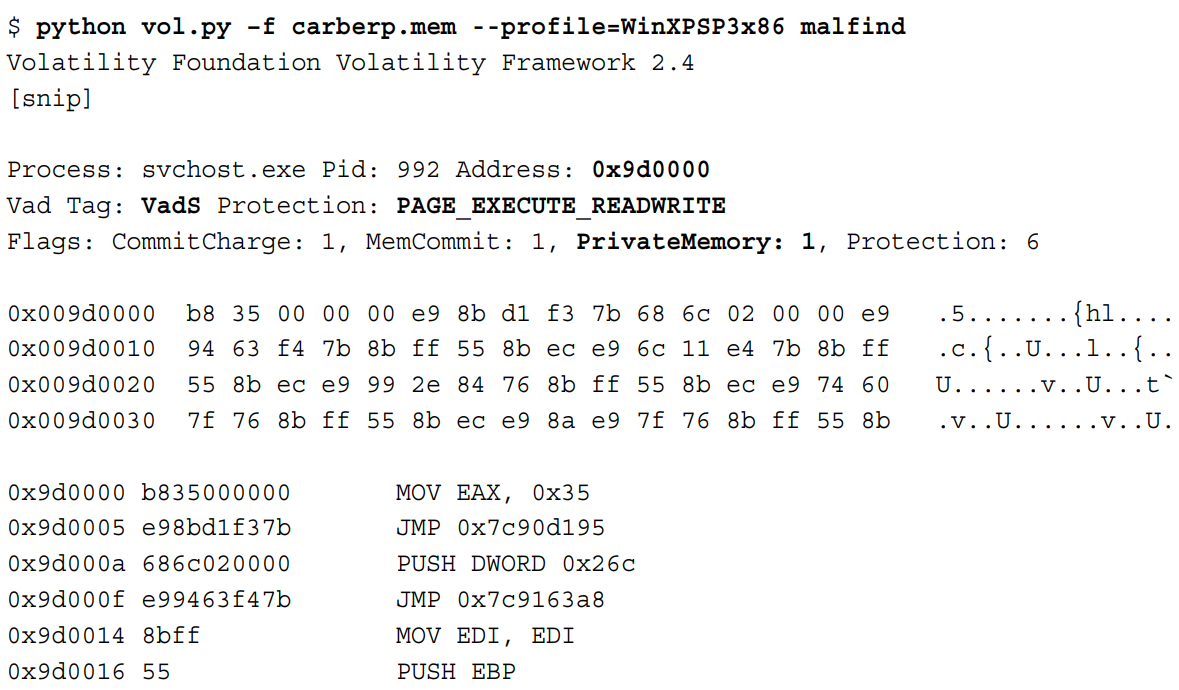 $ python vol.py -f carberp.mem --profile=WinXPSP3x86 malfind
Volatility Foundation Volatility Framework 2.4
[snip]
Process: svchost.exe Pid: 992 Address: 0x9d0000
Vad Tag: VadS Protection: PAGE_EXECUTE_READWRITE
Flags: CommitCharge: 1, MemCommit: 1, PrivateMemory: 1, Protection: 6
0x009d0000  b8 35 00 00 00 e9 8b d1 f3 7b 68 6c 02 00 00 e9   .5.......{hl....
0x009d0010  94 63 f4 7b 8b ff 55 8b ec e9 6c 11 e4 7b 8b ff   .c.{..U...l..{..
0x009d0020  55 8b ec e9 99 2e 84 76 8b ff 55 8b ec e9 74 60   U......v..U...t`
0x009d0030  7f 76 8b ff 55 8b ec e9 8a e9 7f 76 8b ff 55 8b   .v..U......v..U.
0x9d0000 b835000000       MOV EAX, 0x35
0x9d0005 e98bd1f37b       JMP 0x7c90d195
0x9d000a 686c020000       PUSH DWORD 0x26c
0x9d000f e99463f47b       JMP 0x7c9163a8
0x9d0014 8bff             MOV EDI, EDI
0x9d0016 55               PUSH EBP